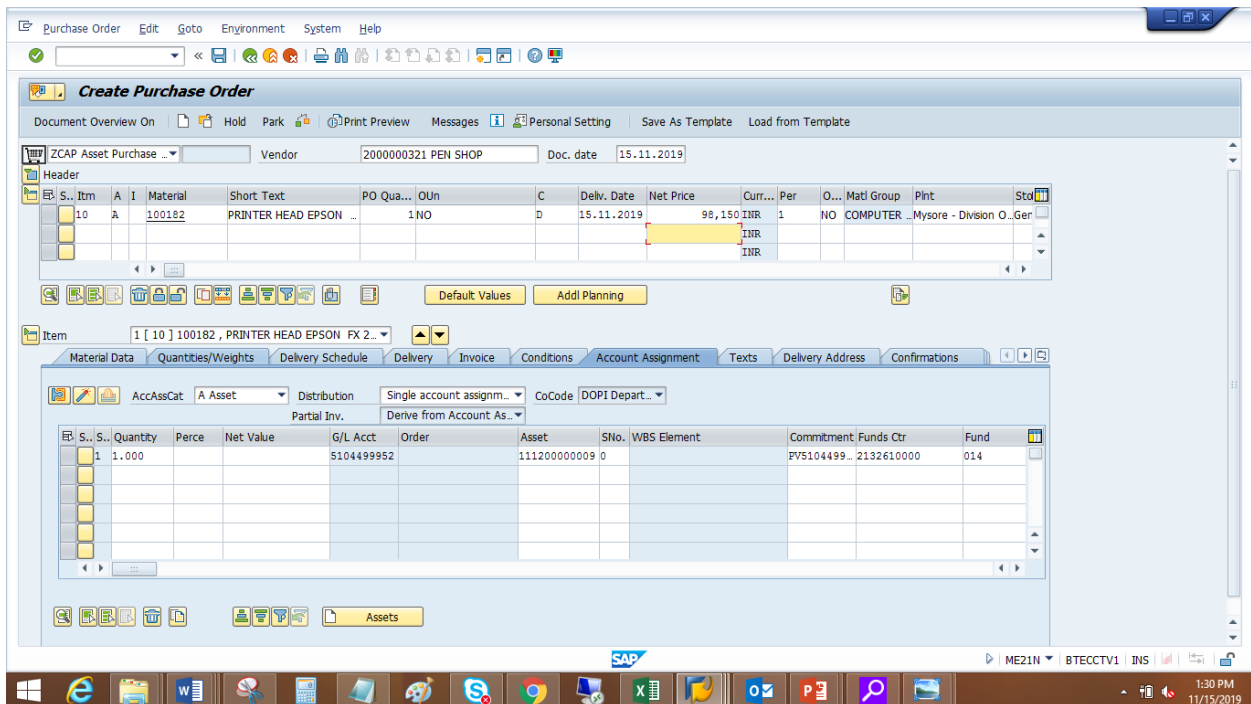 Purchase Order Edit Goto Environment System Help
Create Purchase Order
Document Overview On Hold Park Print Preview Messages Personal Setting Save As Template Load from Template
ZCAP Asset Purchase .. Vendor 2000000321 PEN SHOP Doc. date 15.11.2019
Header
S.. Itm A I Material Short Text PO Qua... OUn C Deliv. Date Net Price Curr... Per O... Matl Group Plnt
10 A 100182 PRINTER HEAD EPSON .. 1 NO D 15.11.2019 98,150 INR 1 NO COMPUTER .. Mysore - Division O.. Ger
INR
INR
Default Values Addl Planning
Item 1 [ 10 ] 100182 , PRINTER HEAD EPSON FX 2...
Material Data Quantities/Weights Delivery Schedule Delivery Invoice Conditions Account Assignment Texts Delivery Address Confirmations
AccAssCat A Asset Distribution Single account assignm... CoCode DOPI Depart...
Partial Inv. Derive from Account As..
S.. S.. Quantity Perce Net Value G/L Acct Order Asset SNo. WBS Element Commitment Funds Ctr Fund
1 1.000 5104499952 111200000009 0 PV5104499.. 2132610000 014
Assets
SAP ME21N BTECCTV1 INS
1:30 PM
11/15/2019